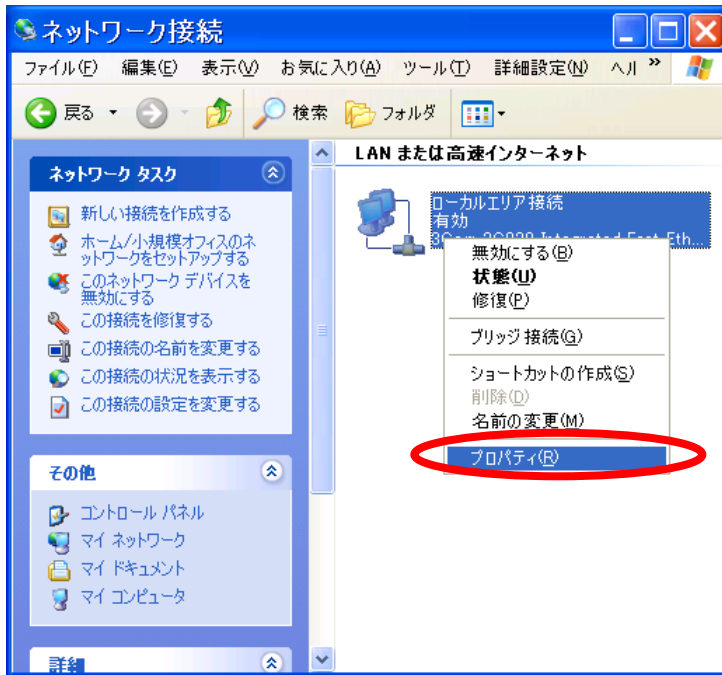 ネットワーク接続
ファイル(F) 編集(E) 表示(V) お気に入り(A) ツール(T) 詳細設定(N) ヘル »
戻る 検索 フォルダ
ネットワーク タスク
新しい接続を作成する
ホーム/小規模オフィスのネ
ットワークをセットアップする
このネットワーク デバイスを
無効にする
この接続を修復する
この接続の名前を変更する
この接続の状況を表示する
この接続の設定を変更する
その他
コントロール パネル
マイ ネットワーク
マイ ドキュメント
マイ コンピュータ
詳細
LAN または高速インターネット
ローカルエリア接続
有効
Integrated Fast Eth...
無効にする(B)
状態(U)
修復(P)
ブリッジ接続(G)
ショートカットの作成(S)
削除(D)
名前の変更(M)
プロパティ(R)